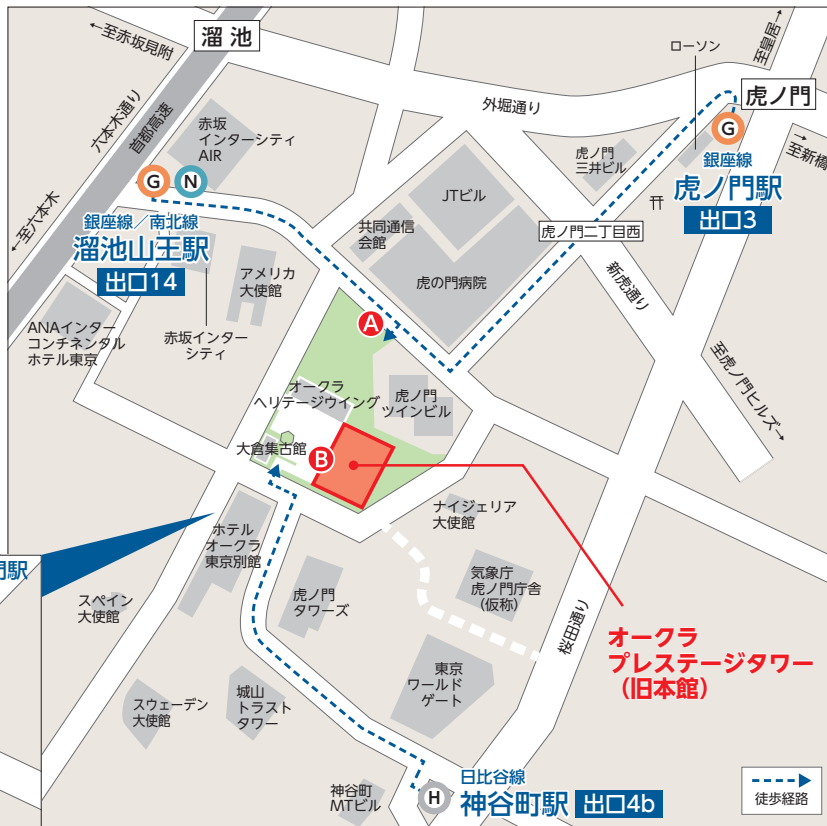 ←至赤坂見附
溜池
ローソン
至皇居→
虎ノ門
六本木通り
首都高速
外堀通り
G
赤坂
インターシティ
AIR
虎ノ門
三井ビル
銀座線
虎ノ門駅
出口3
→至新橋
G
N
JTビル
←至六本木
銀座線／南北線
溜池山王駅
出口14
共同通信
会館
虎ノ門二丁目西
アメリカ
大使館
虎の門病院
新虎通り
ANAインター
コンチネンタル
ホテル東京
赤坂インター
シティ
A
至虎ノ門ヒルズ→
オークラ
ヘリテージウイング
虎ノ門
ツインビル
大倉集古館
B
ナイジェリア
大使館
ホテル
オークラ
東京別館
門駅
虎ノ門
タワーズ
気象庁
虎ノ門庁舎
（仮称）
スペイン
大使館
桜田通り
オークラ
プレステージタワー
（旧本館）
東京
ワールド
ゲート
スウェーデン
大使館
城山
トラスト
タワー
日比谷線
神谷町駅
出口4b
H
神谷町
MTビル
徒歩経路